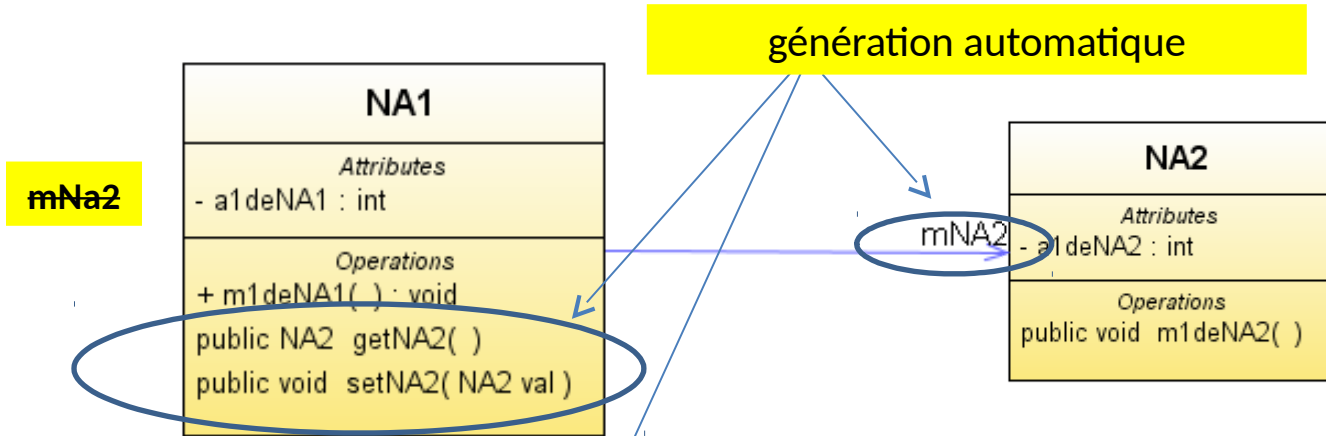 génération automatique
NA1
Attributes
- a1deNA1 : int
Operations
+ m1deNA1( ) : void
public NA2 getNA2( )
public void setNA2( NA2 val )
mNa2
mNA2
NA2
Attributes
- a1deNA2 : int
Operations
public void m1deNA2( )